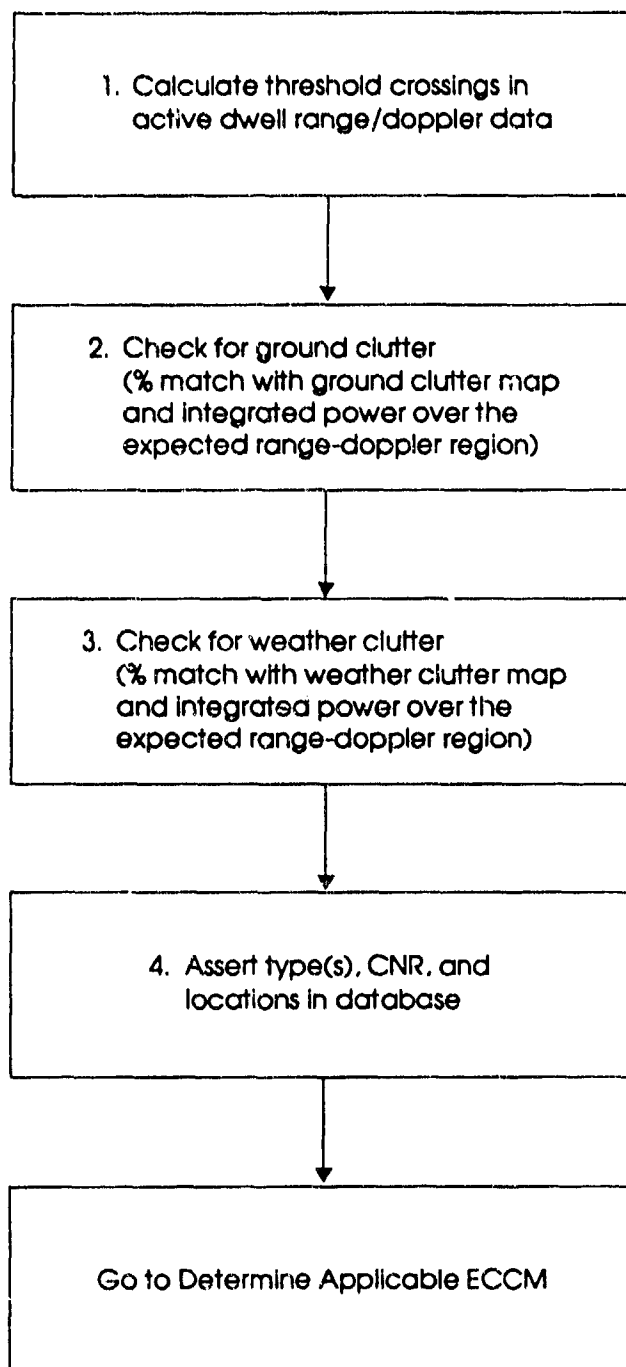 1. Calculate threshold crossings in
active dwell range/doppler data
2. Check for ground clutter
(% match with ground clutter map
and integrated power over the
expected range-doppler region)
3. Check for weather clutter
(% match with weather clutter map
and integrated power over the
expected range-doppler region)
4. Assert type(s), CNR, and
locations in database
Go to Determine Applicable ECCM